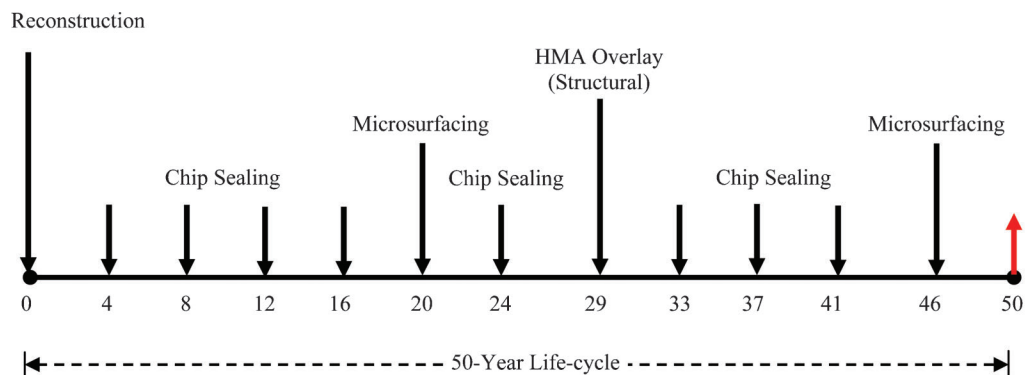 Reconstruction
HMA Overlay
(Structural)
Microsurfacing
Microsurfacing
Chip Sealing
Chip Sealing
Chip Sealing
0 4 8 12 16 20 24 29 33 37 41 46 50
50-Year Life-cycle